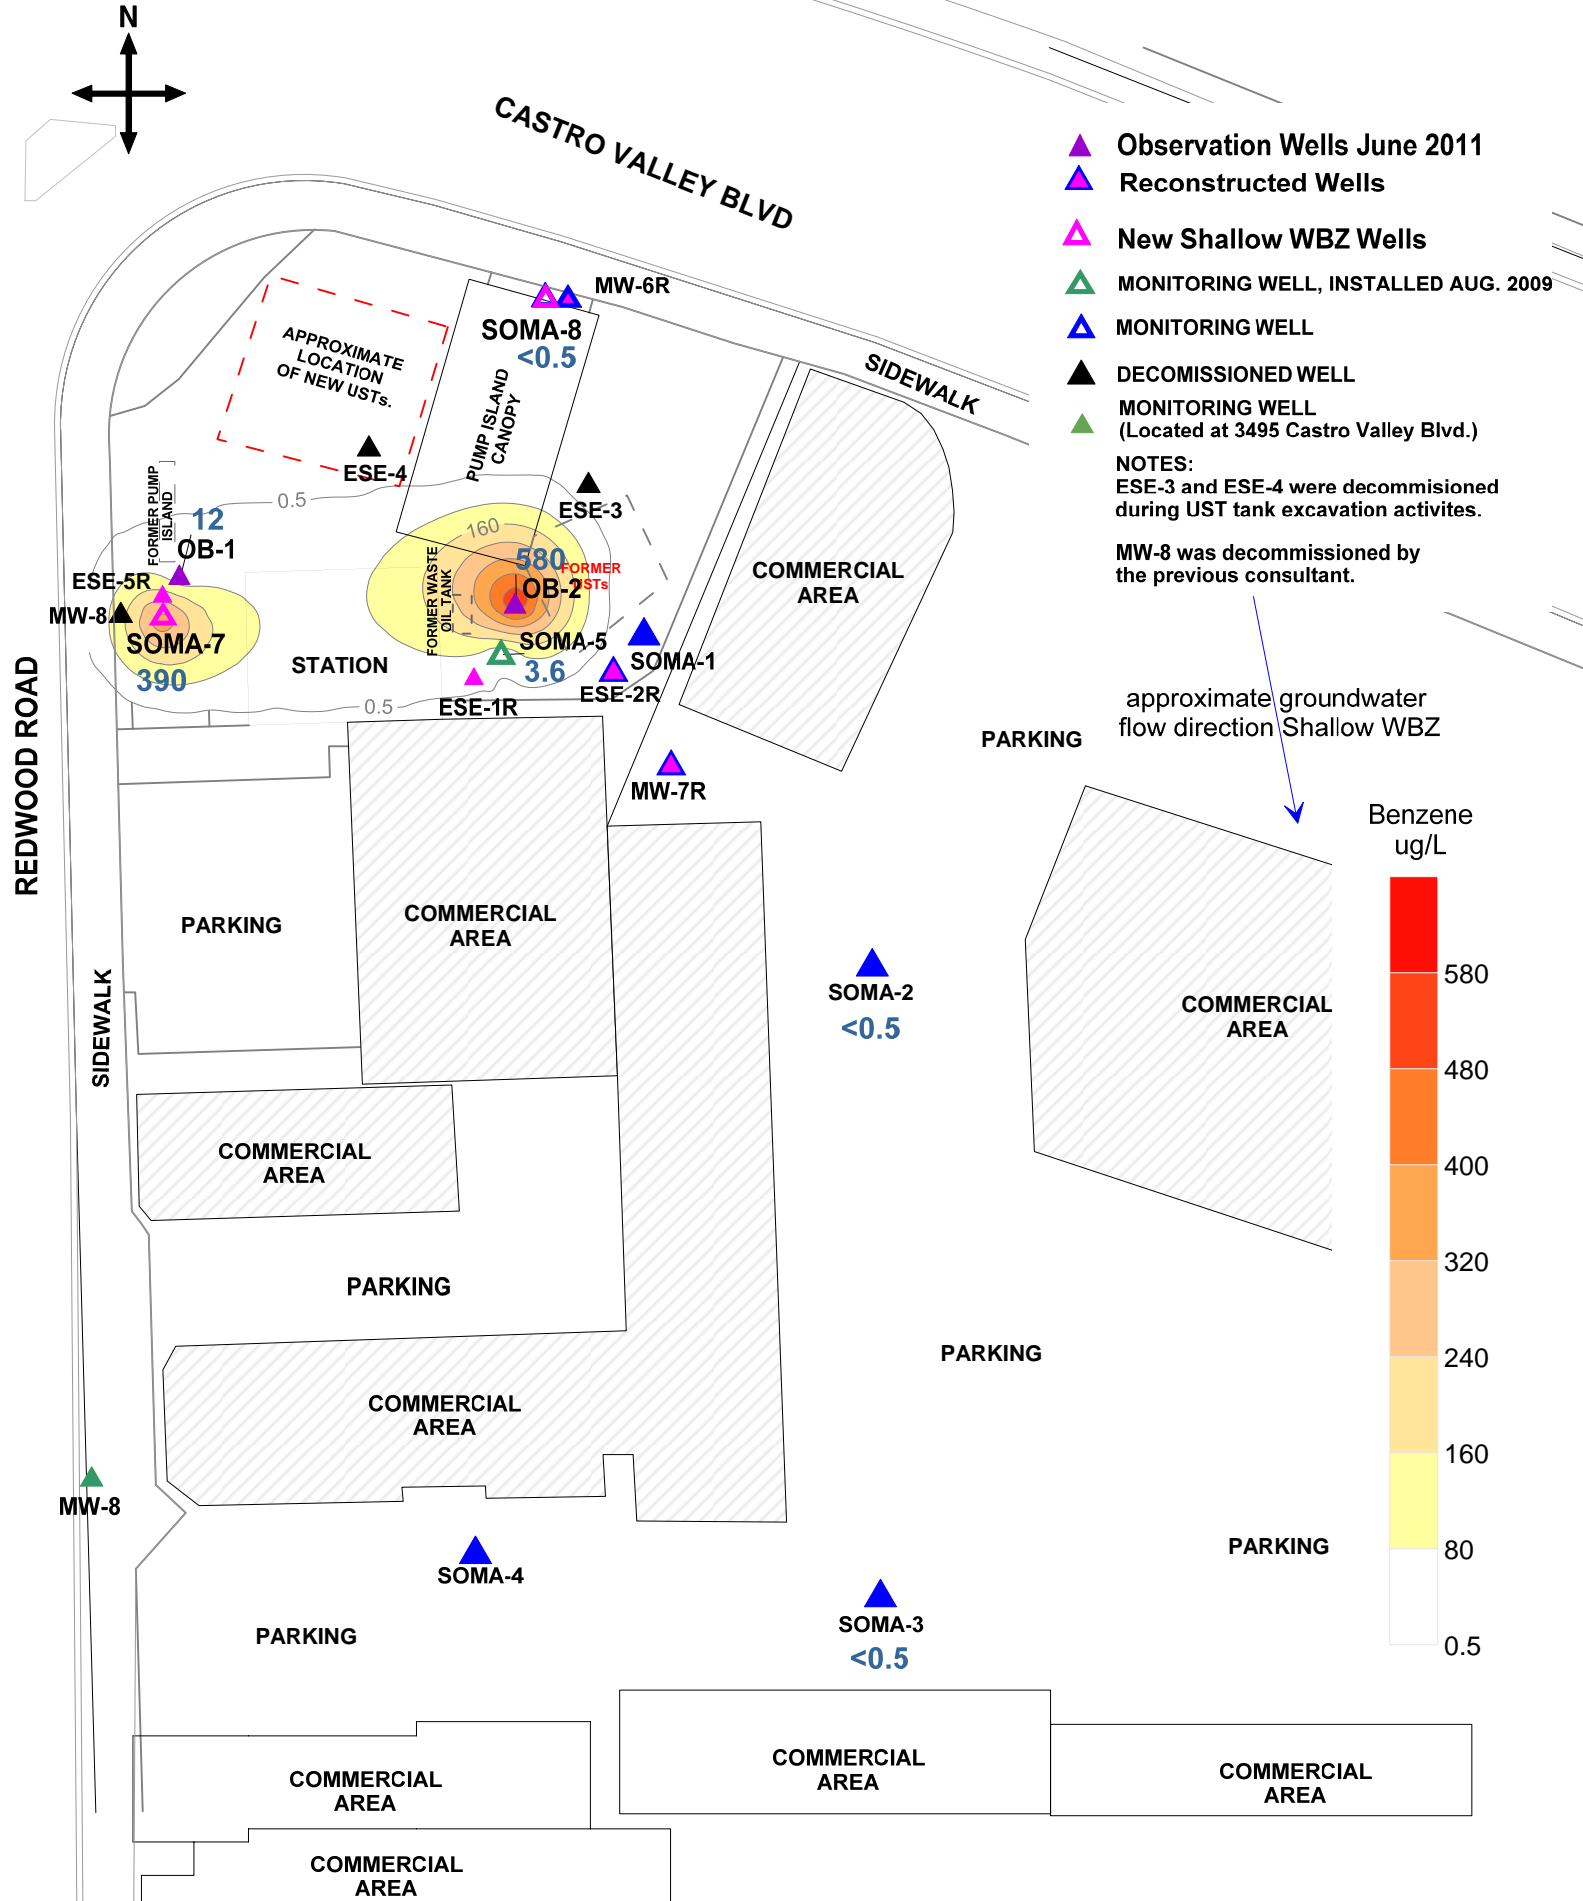 N
CASTRO VALLEY BLVD
Observation Wells June 2011
Reconstructed Wells
New Shallow WBZ Wells
MONITORING WELL, INSTALLED AUG. 2009
MONITORING WELL
DECOMISSIONED WELL
MONITORING WELL
(Located at 3495 Castro Valley Blvd.)
NOTES:
ESE-3 and ESE-4 were decommisioned
during UST tank excavation activites.
MW-8 was decommissioned by
the previous consultant.
approximate groundwater
flow direction Shallow WBZ
MW-6R
SOMA-8
<0.5
SIDEWALK
APPROXIMATE
LOCATION
OF NEW USTs.
PUMP ISLAND
CANOPY
ESE-4
ESE-3
0.5
FORMER PUMP
ISLAND
12
OB-1
160
580
FORMER
USTs
OB-2
FORMER WASTE
OIL TANK
ESE-5R
MW-8
SOMA-7
390
STATION
SOMA-5
3.6
SOMA-1
ESE-2R
ESE-1R
0.5
COMMERCIAL
AREA
PARKING
MW-7R
REDWOOD ROAD
SIDEWALK
PARKING
COMMERCIAL
AREA
SOMA-2
<0.5
COMMERCIAL
AREA
Benzene
ug/L
580
480
400
320
240
160
80
0.5
COMMERCIAL
AREA
PARKING
PARKING
COMMERCIAL
AREA
MW-8
SOMA-4
PARKING
PARKING
SOMA-3
<0.5
COMMERCIAL
AREA
COMMERCIAL
AREA
COMMERCIAL
AREA
COMMERCIAL
AREA